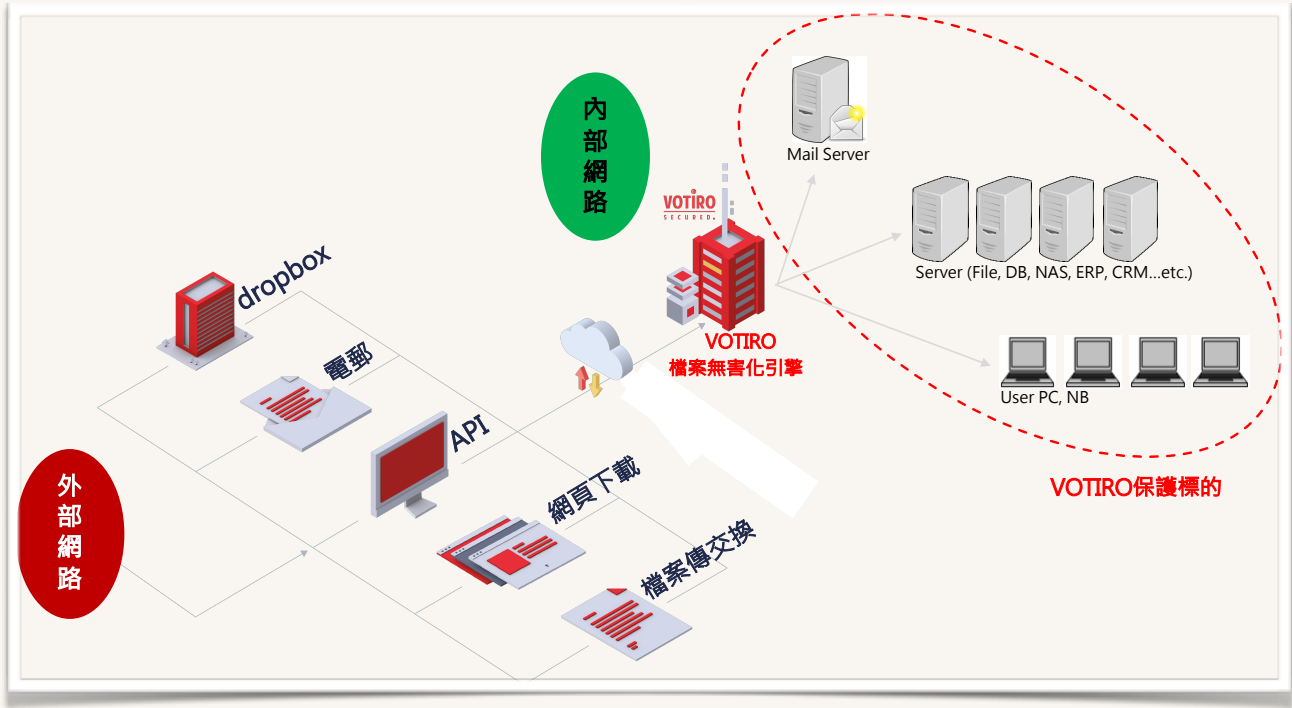 內部網路
Mail Server
VOTIRO
SECURED.
Server (File, DB, NAS, ERP, CRM...etc.)
dropbox
VOTIRO
檔案無害化引擎
電郵
User PC, NB
API
外部網路
網頁下載
VOTIRO保護標的
檔案傳交換